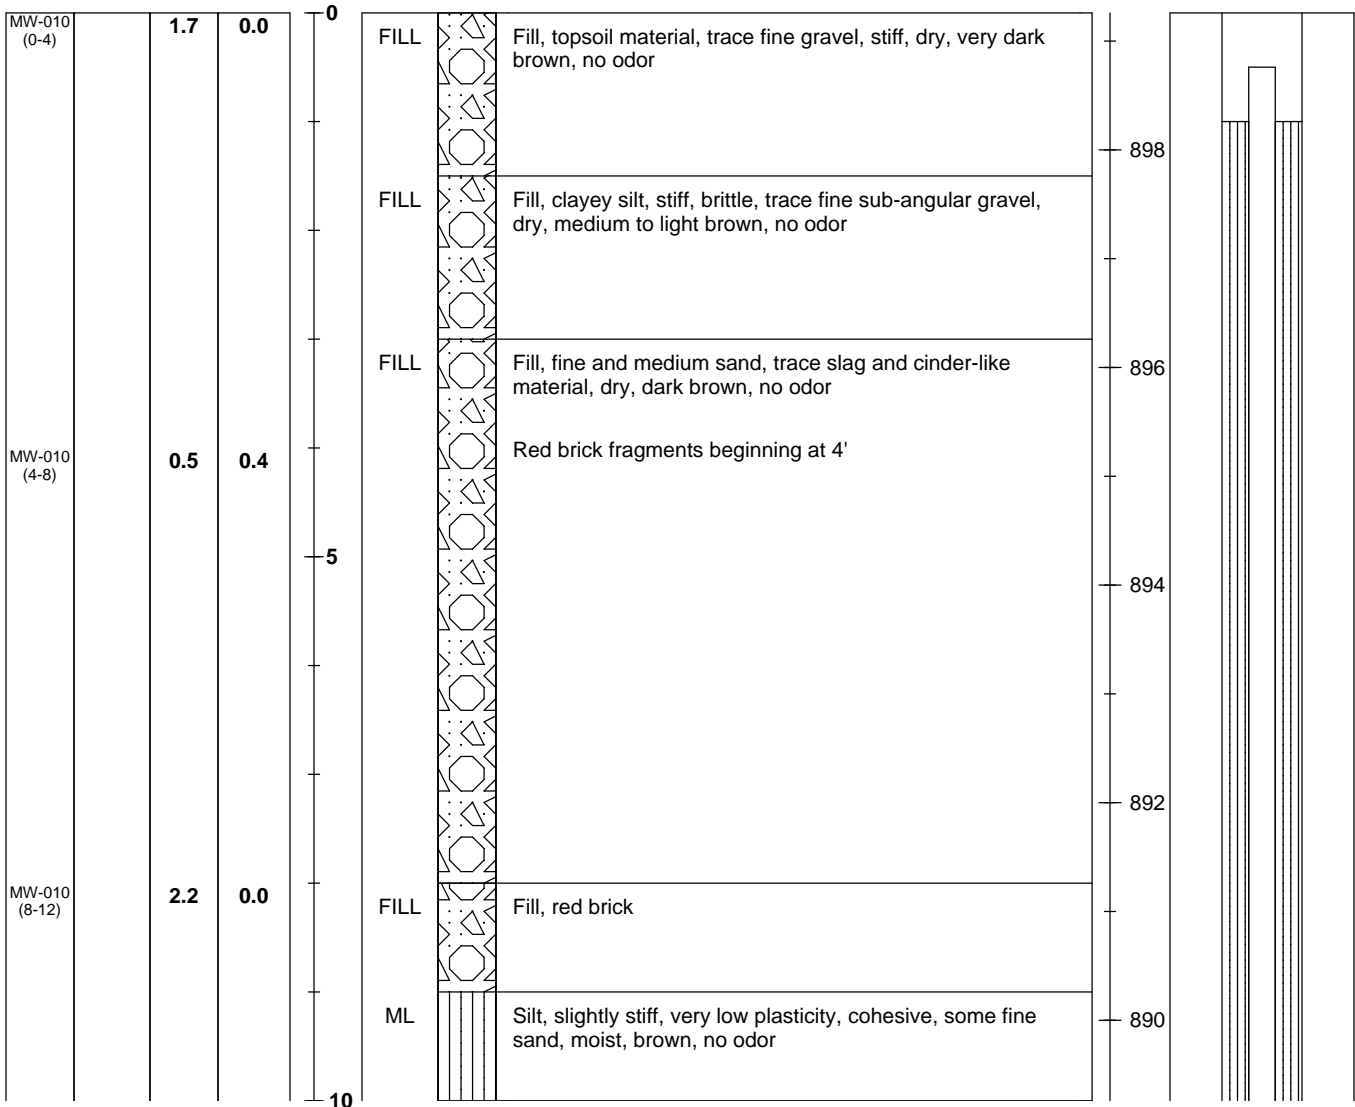 MW-010
(0-4)
1.7
0.0
0
FILL
Fill, topsoil material, trace fine gravel, stiff, dry, very dark
brown, no odor
898
FILL
Fill, clayey silt, stiff, brittle, trace fine sub-angular gravel,
dry, medium to light brown, no odor
FILL
Fill, fine and medium sand, trace slag and cinder-like
material, dry, dark brown, no odor
896
MW-010
(4-8)
0.5
0.4
Red brick fragments beginning at 4'
5
894
892
MW-010
(8-12)
2.2
0.0
FILL
Fill, red brick
ML
Silt, slightly stiff, very low plasticity, cohesive, some fine
sand, moist, brown, no odor
890
10